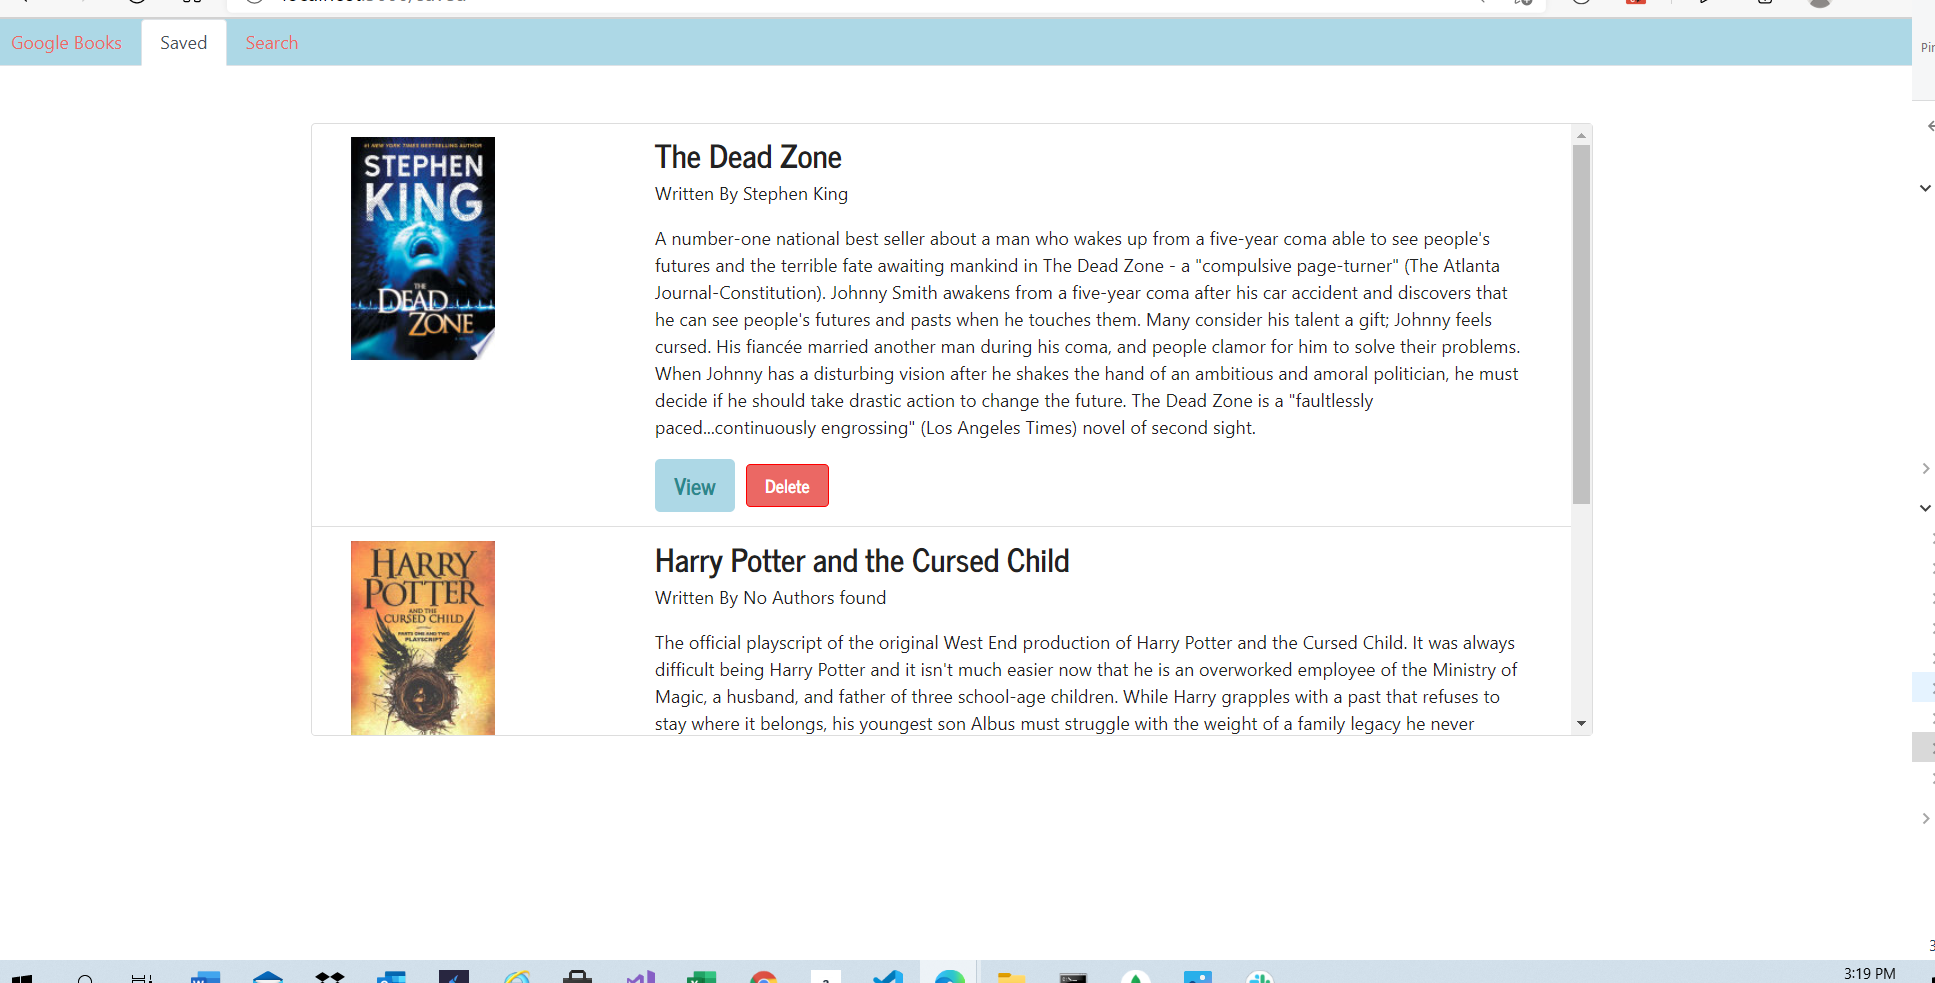 Google Books
Saved
Search
Pin
#1 NEW YORK TIMES BESTSELLING AUTHOR
STEPHEN
KING
THE
DEAD
ZONE
The Dead Zone
Written By Stephen King
A number-one national best seller about a man who wakes up from a five-year coma able to see people's
futures and the terrible fate awaiting mankind in The Dead Zone - a "compulsive page-turner" (The Atlanta
Journal-Constitution). Johnny Smith awakens from a five-year coma after his car accident and discovers that
he can see people's futures and pasts when he touches them. Many consider his talent a gift; Johnny feels
cursed. His fiancée married another man during his coma, and people clamor for him to solve their problems.
When Johnny has a disturbing vision after he shakes the hand of an ambitious and amoral politician, he must
decide if he should take drastic action to change the future. The Dead Zone is a "faultlessly
paced...continuously engrossing" (Los Angeles Times) novel of second sight.
View
Delete
HARRY
POTTER
AND THE
CURSED CHILD
PARTS ONE AND TWO
PLAYSCRIPT
Harry Potter and the Cursed Child
Written By No Authors found
The official playscript of the original West End production of Harry Potter and the Cursed Child. It was always
difficult being Harry Potter and it isn't much easier now that he is an overworked employee of the Ministry of
Magic, a husband, and father of three school-age children. While Harry grapples with a past that refuses to
stay where it belongs, his youngest son Albus must struggle with the weight of a family legacy he never
3:19 PM